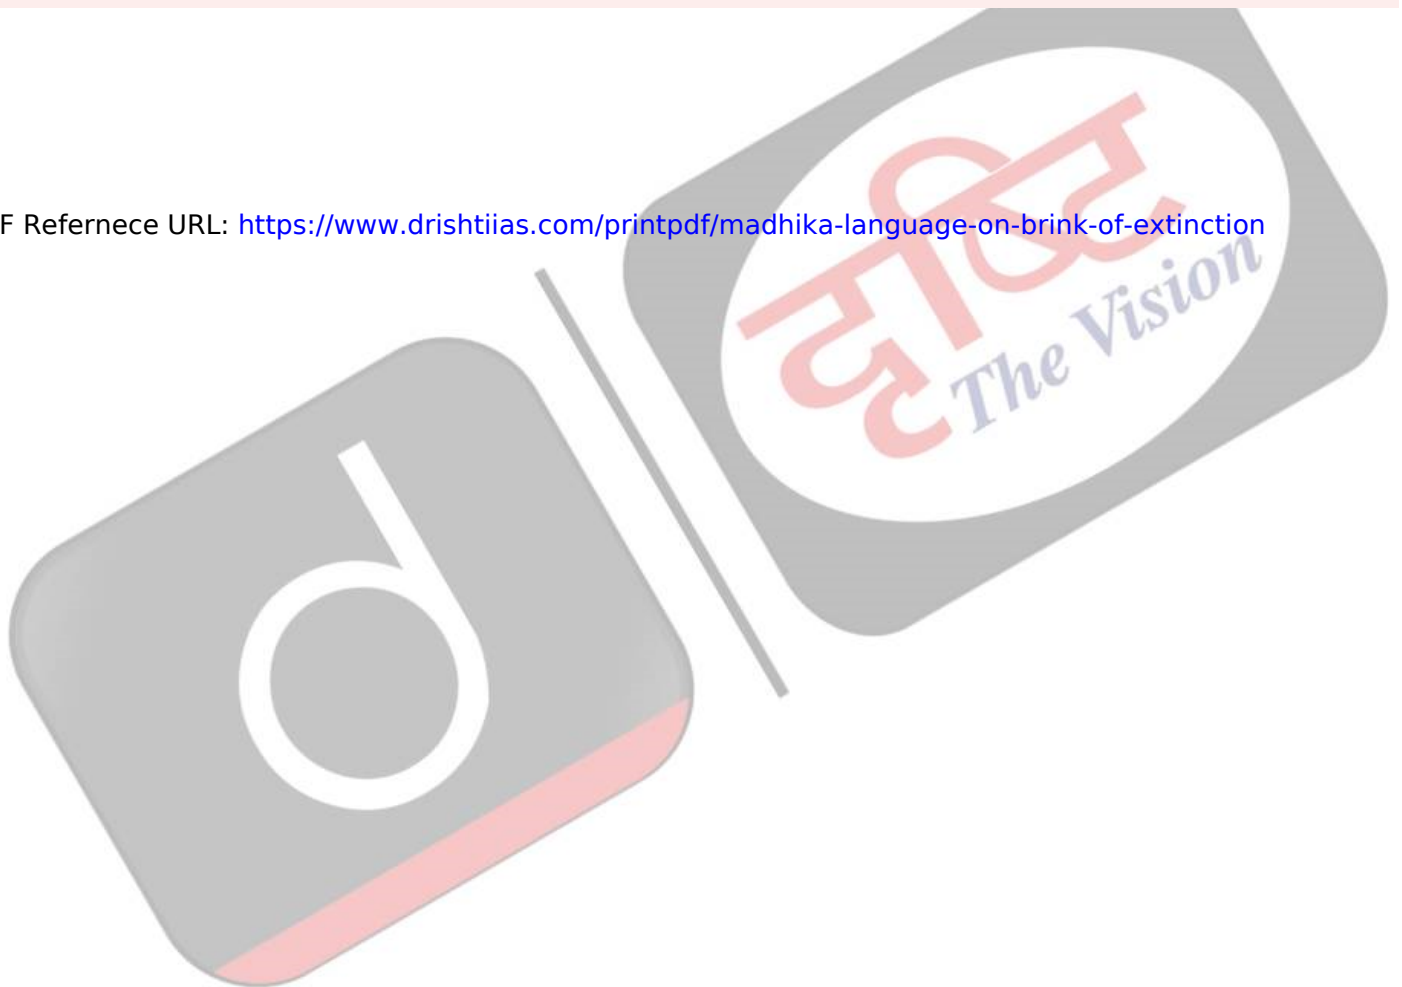 F Refernece URL: https://www.drishtiias.com/printpdf/madhika-language-on-brink-of-extinction
दृष्टि
The Vision
d